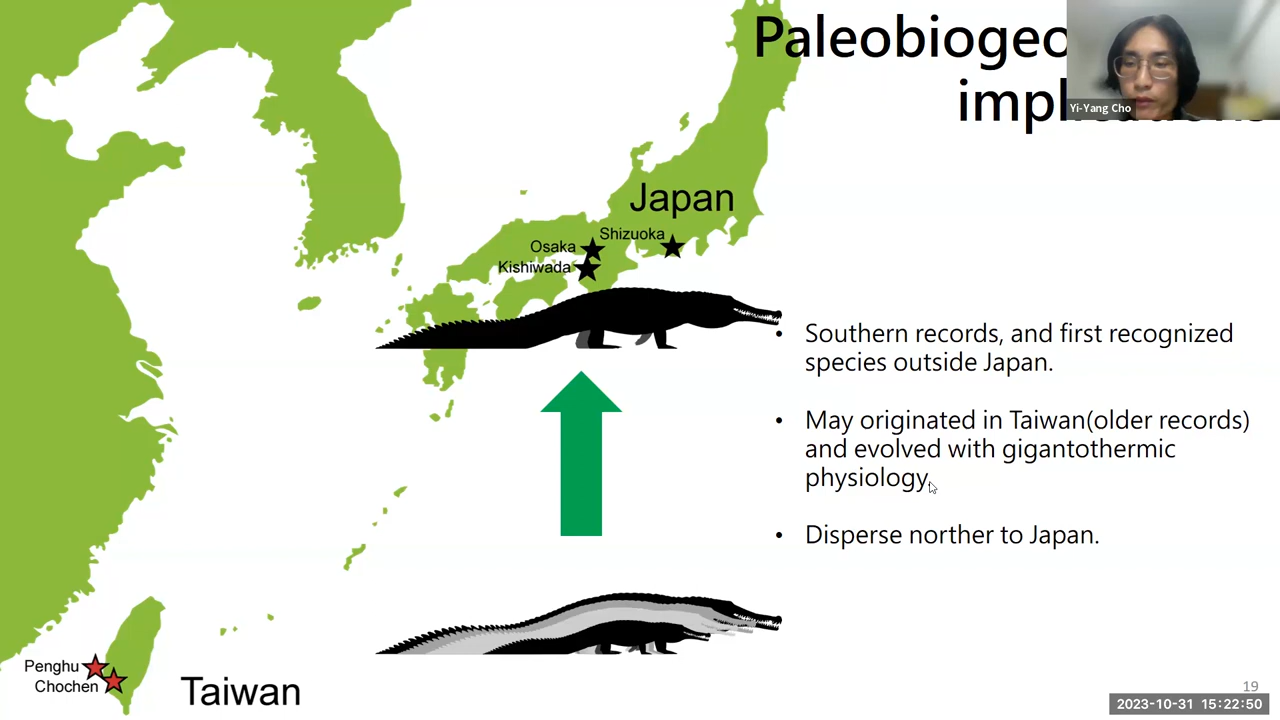 Paleobiogeo
Yi-Yang Cho
Japan
Shizuoka
Osaka
Kishiwada
• Southern records, and first recognized
species outside Japan.
• May originated in Taiwan(older records)
and evolved with gigantothermic
physiology.
• Disperse norther to Japan.
Penghu
Chochen
Taiwan
19
2023-10-31 15:22:50